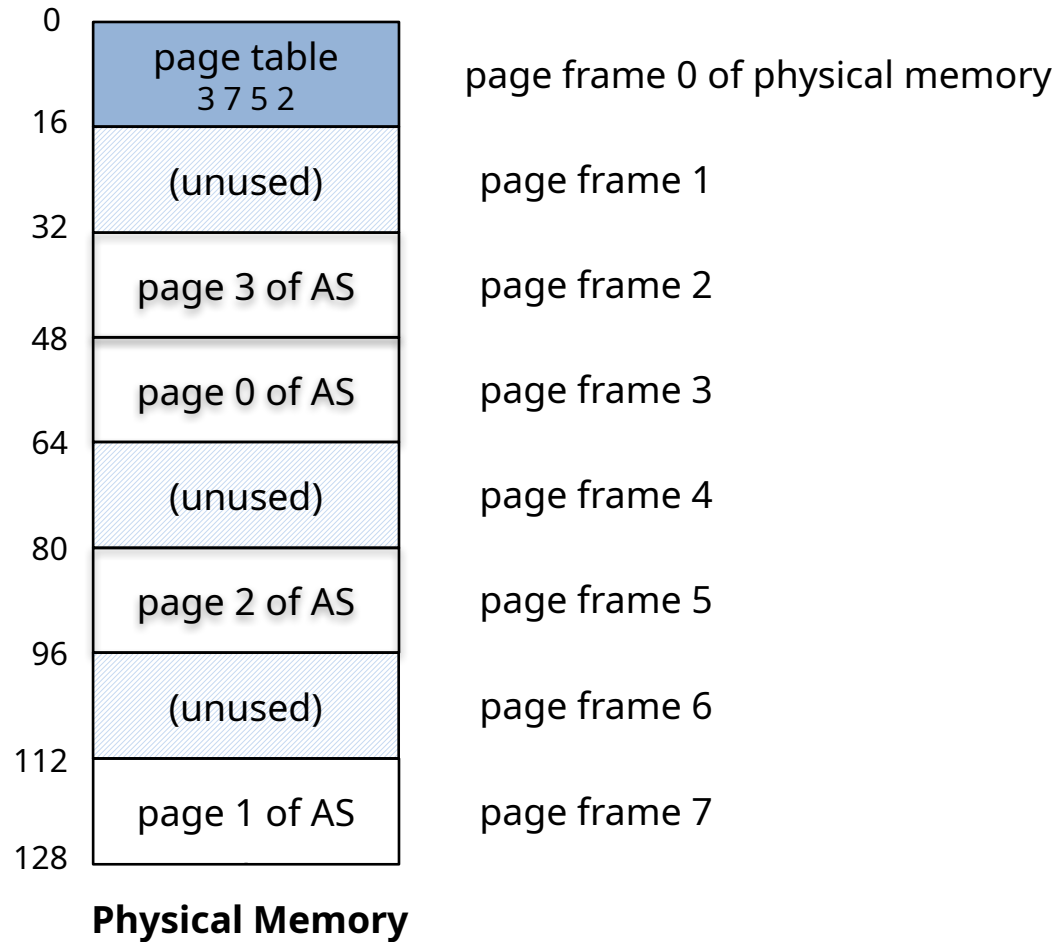 0
page table
3 7 5 2
page frame 0 of physical memory
16
(unused)
page frame 1
32
page 3 of AS
page frame 2
48
page 0 of AS
page frame 3
64
(unused)
page frame 4
80
page 2 of AS
page frame 5
96
(unused)
page frame 6
112
page 1 of AS
page frame 7
128
Physical Memory